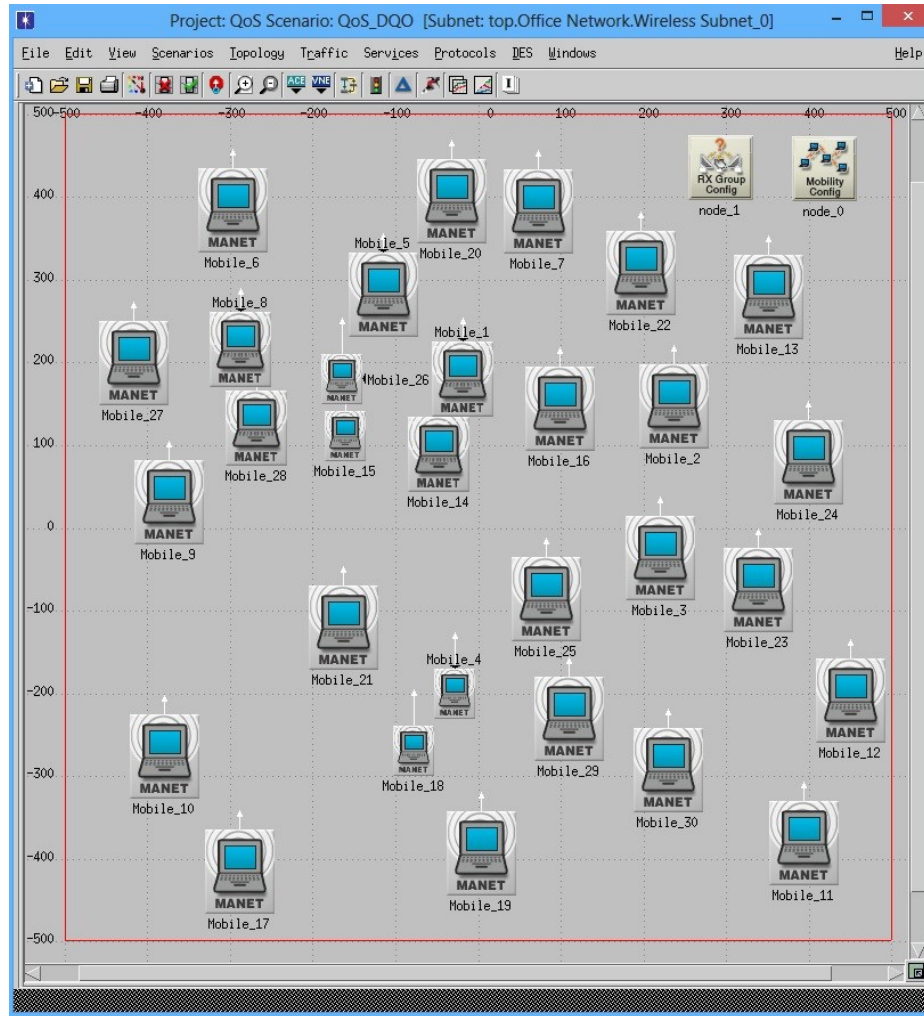 Project: QoS Scenario: QoS_DQO [Subnet: top.Office Network.Wireless Subnet_0]
File Edit View Scenarios Topology Traffic Services Protocols DES Windows Help
ACE VNE
500 -500 -400 -300 -200 -100 0 100 200 300 400 500
RX Group Config
node_1
Mobility Config
node_0
400
MANET
Mobile_6
MANET
Mobile_20
MANET
Mobile_7
Mobile_5
MANET
MANET
Mobile_22
MANET
Mobile_13
300
Mobile_8
MANET
Mobile_1
MANET
MANET
Mobile_27
200
MANET
Mobile_26
MANET
Mobile_28
MANET
Mobile_15
MANET
Mobile_14
MANET
Mobile_16
MANET
Mobile_2
100
MANET
Mobile_24
MANET
Mobile_9
0
MANET
Mobile_3
MANET
Mobile_23
MANET
Mobile_25
-100
MANET
Mobile_21
Mobile_4
MANET
-200
MANET
Mobile_12
MANET
Mobile_29
MANET
Mobile_18
MANET
Mobile_10
MANET
Mobile_30
-300
MANET
Mobile_11
-400
MANET
Mobile_19
MANET
Mobile_17
-500